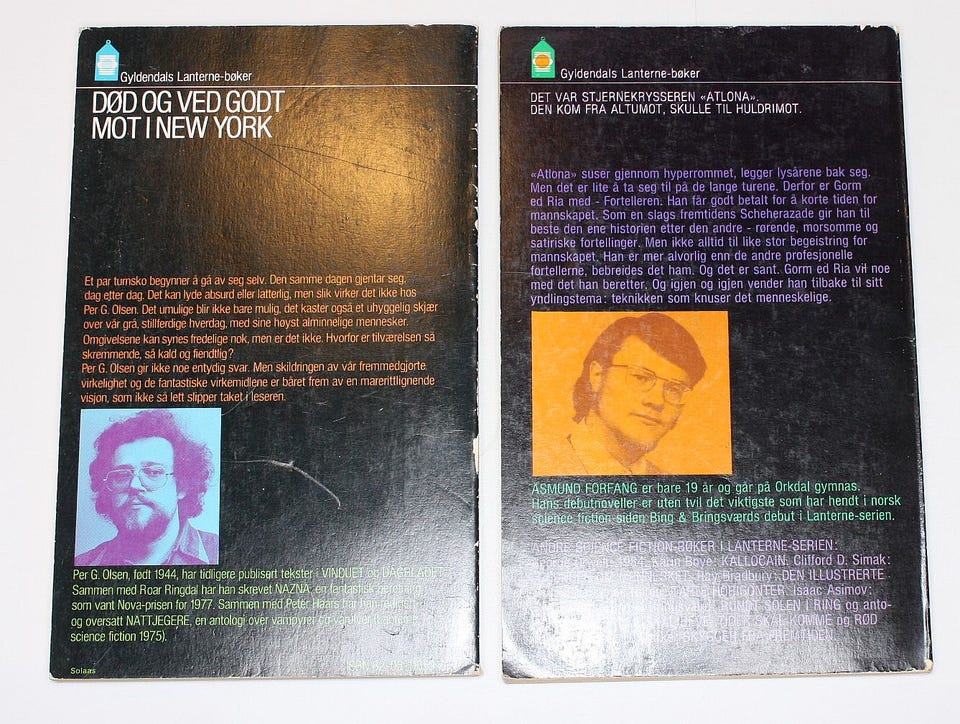 Gyldendals Lanterne-bøker
DØD OG VED GODT
MOT I NEW YORK
Et par turnsko begynner å gå av seg selv. Den samme dagen gjentar seg,
dag etter dag. Det kan lyde absurd eller latterlig, men slik virker det ikke hos
Per G. Olsen. Det umulige blir ikke bare mulig, det kaster også et uhyggelig skjær
over vår grå, stillferdige hverdag, med sine høyst alminnelige mennesker.
Omgivelsene kan synes fredelige nok, men er det ikke. Hvorfor er tilværelsen så
skremmende, så kald og fiendtlig?
Per G. Olsen gir ikke noe entydig svar. Men skildringen av vår fremmedgjorte
virkelighet og de fantastiske virkemidlene er båret frem av en marerittlignende
visjon, som ikke så lett slipper taket i leseren.
Per G. Olsen, født 1944, har tidligere publisert tekster i VINDUET og DAGBLADET.
Sammen med Roar Ringdal har han skrevet NAZNA, en fantastisk beretning
som vant Nova-prisen for 1977. Sammen med Peter Haars har han
og oversatt NATTJEGERE, en antologi over vampyrer og
science fiction 1975).
Solaas
Gyldendals Lanterne-bøker
DET VAR STJERNEKRYSSEREN «ATLONA».
DEN KOM FRA ALTUMOT, SKULLE TIL HULDRIMOT.
«Atlona» suser gjennom hyperrommet, legger lysårene bak seg.
Men det er lite å ta seg til på de lange turene. Derfor er Gorm
ed Ria med - Fortelleren. Han får godt betalt for å korte tiden for
mannskapet. Som en slags fremtidens Scheherazade gir han til
beste den ene historien etter den andre - rørende, morsomme og
satiriske fortellinger. Men ikke alltid til like stor begeistring for
mannskapet. Han er mer alvorlig enn de andre profesjonelle
fortellerne, bebreides det ham. Og det er sant. Gorm ed Ria vil noe
med det han beretter. Og igjen og igjen vender han tilbake til sitt
yndlingstema: teknikken som knuser det menneskelige.
ÅSMUND FORFANG er bare 19 år og går på Orkdal gymnas.
Hans debutnoveller er uten tvil det viktigste som har hendt i norsk
science fiction siden Bing & Bringsværds debut i Lanterne-serien.
ANDRE SCIENCE FICTION-BØKER I LANTERNE-SERIEN:
Karin Boye: KALLOCAIN. Clifford D. Simak:
Ray Bradbury: DEN ILLUSTRERTE
HORISONTER. Isaac Asimov:
RUNDT SOLEN I RING og anto-
SKAL KOMME og RØD
SKYGGEN FRA FREMTIDEN.